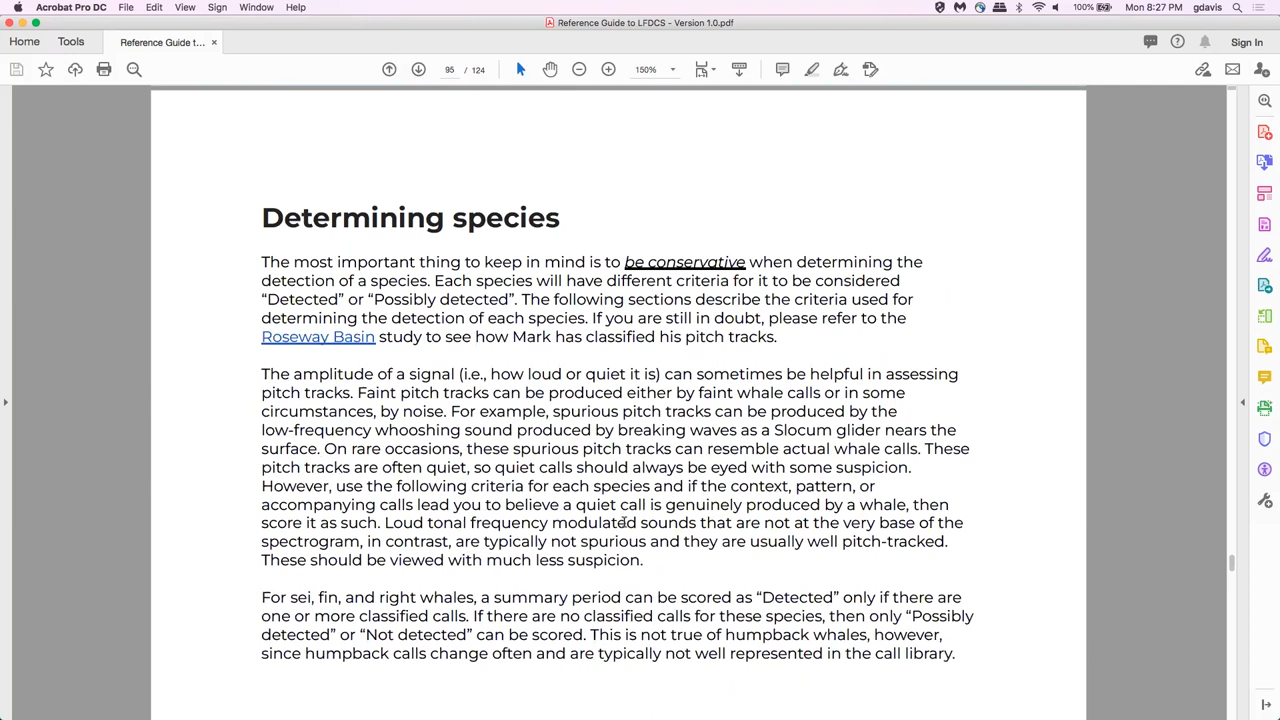 Acrobat Pro DC File Edit View Sign Window Help 100% Mon 8:27 PM gdavis
Reference Guide to LFDCS - Version 1.0.pdf
Home Tools Reference Guide t... × Sign In
95 / 124 150%
Determining species
The most important thing to keep in mind is to be conservative when determining the
detection of a species. Each species will have different criteria for it to be considered
“Detected” or “Possibly detected”. The following sections describe the criteria used for
determining the detection of each species. If you are still in doubt, please refer to the
Roseway Basin study to see how Mark has classified his pitch tracks.
The amplitude of a signal (i.e., how loud or quiet it is) can sometimes be helpful in assessing
pitch tracks. Faint pitch tracks can be produced either by faint whale calls or in some
circumstances, by noise. For example, spurious pitch tracks can be produced by the
low-frequency whooshing sound produced by breaking waves as a Slocum glider nears the
surface. On rare occasions, these spurious pitch tracks can resemble actual whale calls. These
pitch tracks are often quiet, so quiet calls should always be eyed with some suspicion.
However, use the following criteria for each species and if the context, pattern, or
accompanying calls lead you to believe a quiet call is genuinely produced by a whale, then
score it as such. Loud tonal frequency modulated sounds that are not at the very base of the
spectrogram, in contrast, are typically not spurious and they are usually well pitch-tracked.
These should be viewed with much less suspicion.
For sei, fin, and right whales, a summary period can be scored as “Detected” only if there are
one or more classified calls. If there are no classified calls for these species, then only “Possibly
detected” or “Not detected” can be scored. This is not true of humpback whales, however,
since humpback calls change often and are typically not well represented in the call library.